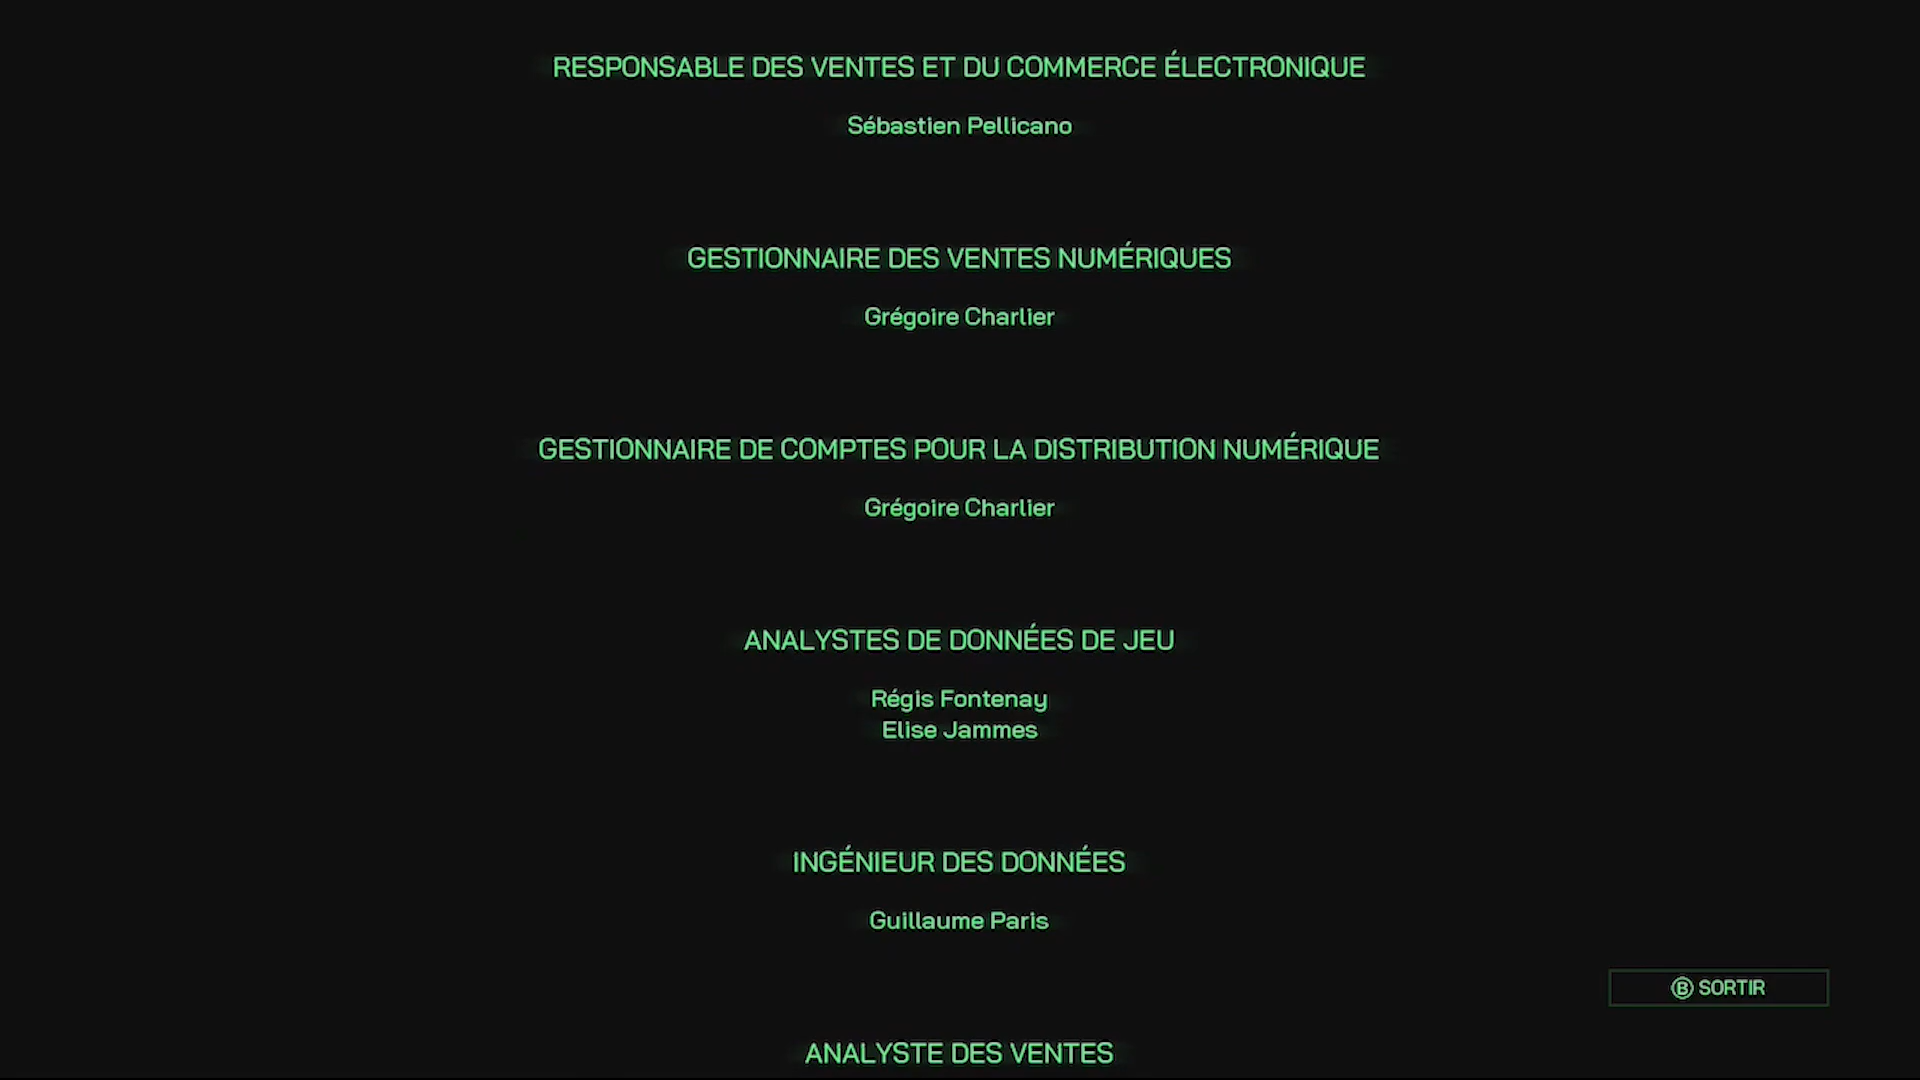 RESPONSABLE DES VENTES ET DU COMMERCE ÉLECTRONIQUE
Sébastien Pellicano
GESTIONNAIRE DES VENTES NUMÉRIQUES
Grégoire Charlier
GESTIONNAIRE DE COMPTES POUR LA DISTRIBUTION NUMÉRIQUE
Grégoire Charlier
ANALYSTES DE DONNÉES DE JEU
Régis Fontenay
Elise Jammes
INGÉNIEUR DES DONNÉES
Guillaume Paris
Ⓑ SORTIR
ANALYSTE DES VENTES